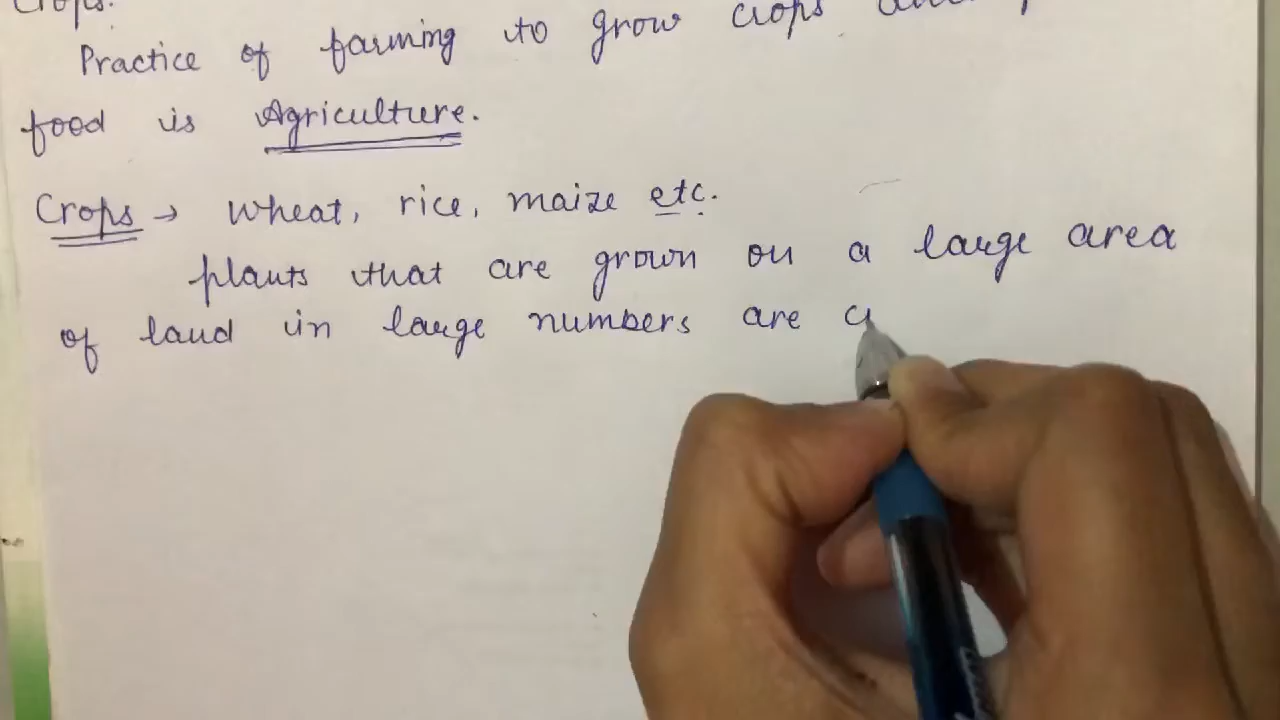 Crops.
Practice of farming to grow crops
food is Agriculture.
Crops → wheat, rice, maize etc.
plants that are grown on a large area
of land in large numbers are